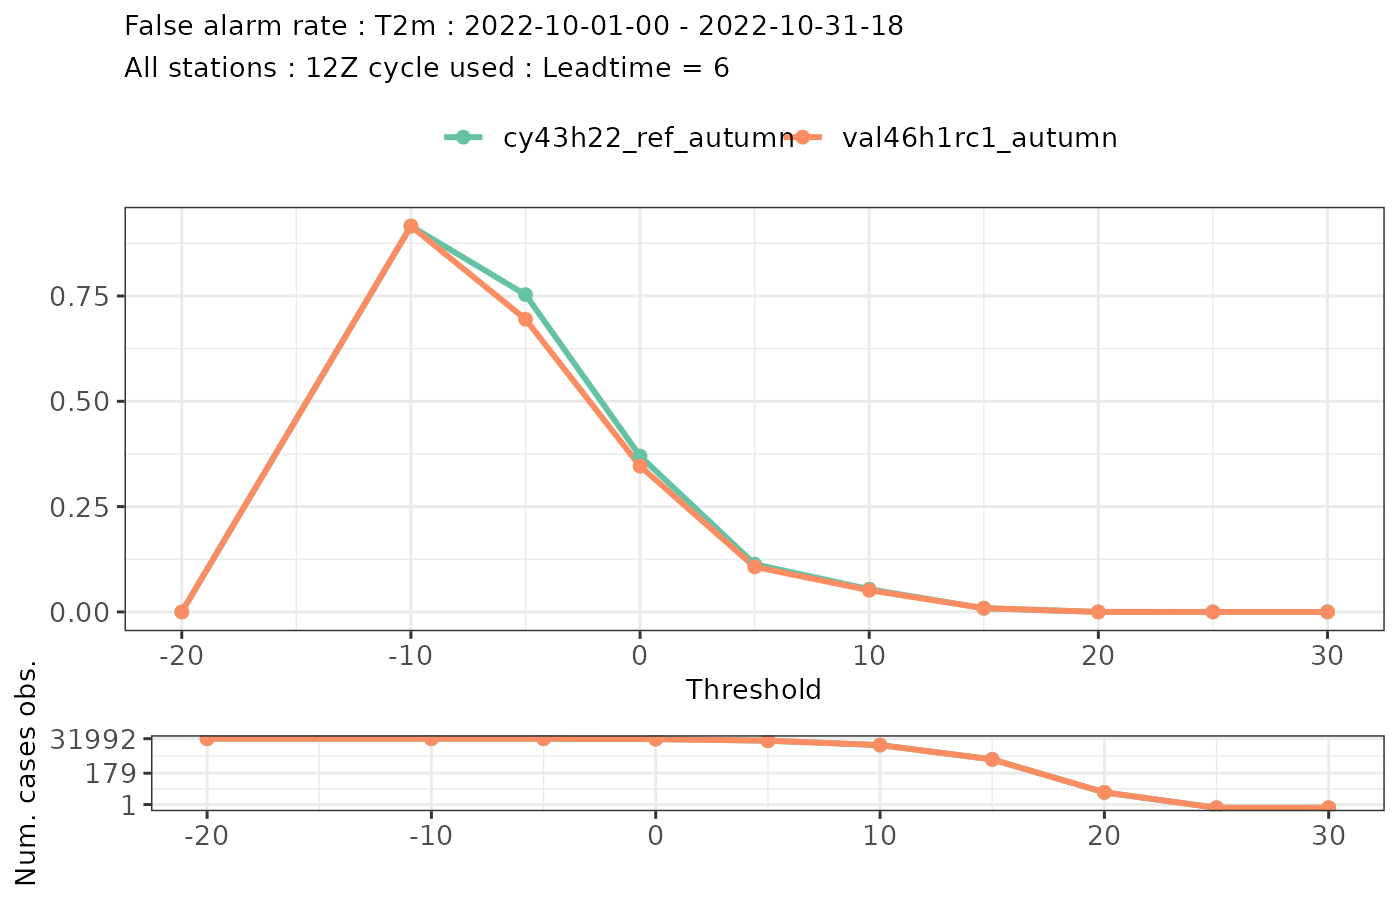 False alarm rate : T2m : 2022-10-01-00 - 2022-10-31-18
All stations : 12Z cycle used : Leadtime = 6
cy43h22_ref_autumn val46h1rc1_autumn
0.75
0.50
0.25
0.00
-20 -10 0 10 20 30
Threshold
Num. cases obs.
31992
179
1
-20 -10 0 10 20 30